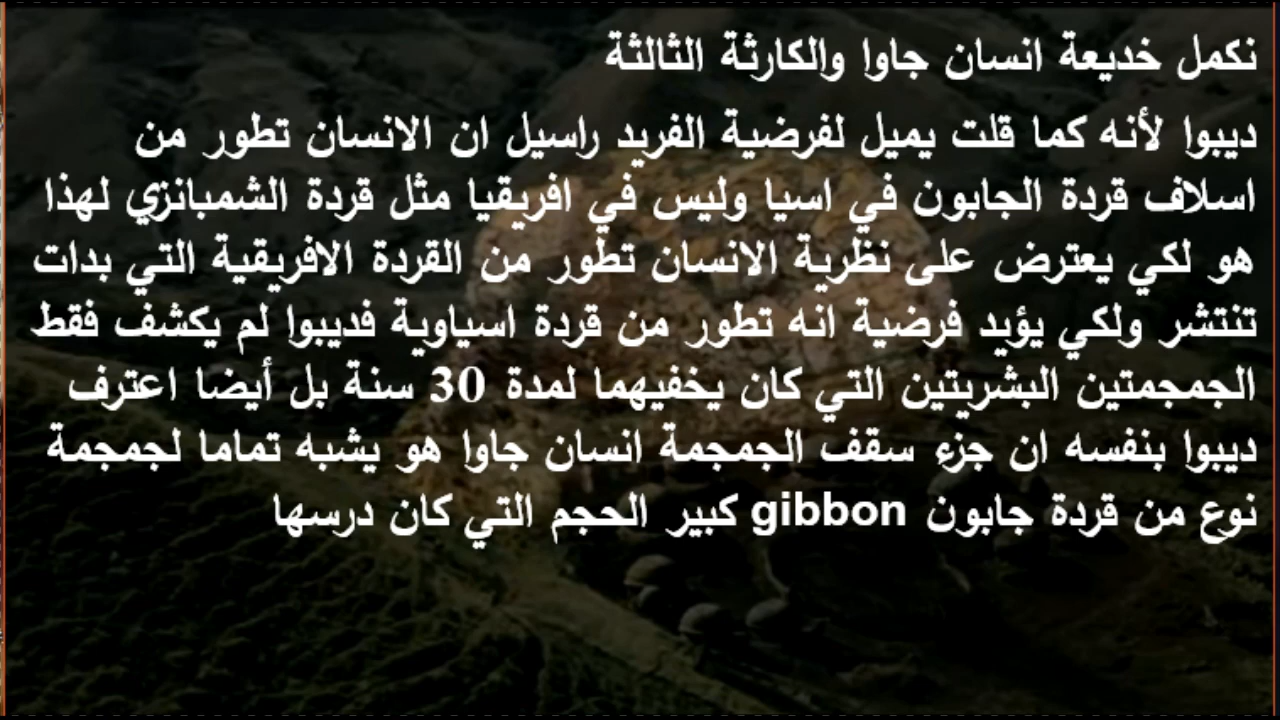 نكمل خديعة انسان جاوا والكارثة الثالثة
ديبوا لأنه كما قلت يميل لفرضية الفريد راسيل ان الانسان تطور من
اسلاف قردة الجابون في اسيا وليس في افريقيا مثل قردة الشمبانزي لهذا
هو لكي يعترض على نظرية الانسان تطور من القردة الافريقية التي بدات
تنتشر ولكي يؤيد فرضية انه تطور من قردة اسياوية فديبوا لم يكشف فقط
الجمجمتين البشريتين التي كان يخفيهما لمدة 30 سنة بل أيضا اعترف
ديبوا بنفسه ان جزء سقف الجمجمة انسان جاوا هو يشبه تماما لجمجمة
نوع من قردة جابون gibbon كبير الحجم التي كان درسها